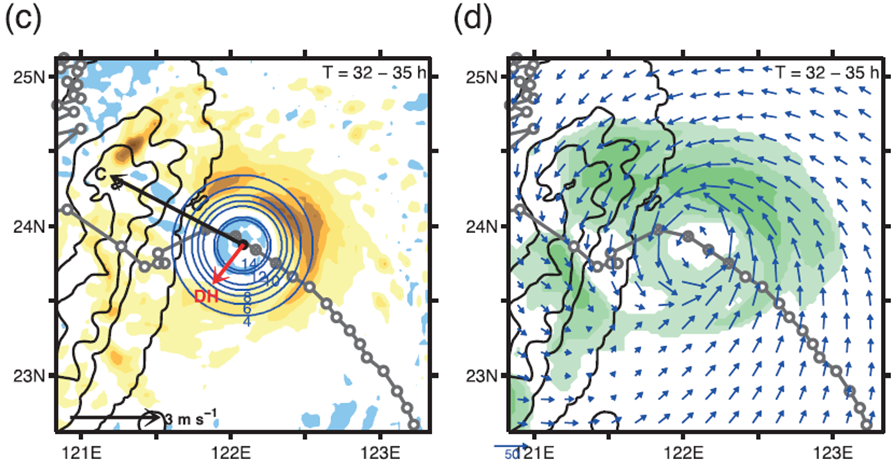 (c)
(d)
T = 32 – 35 h
T = 32 – 35 h
25N
25N
24N
24N
23N
23N
C
DH
14
12
10
8
6
4
3 m s⁻¹
121E
122E
123E
50
121E
122E
123E